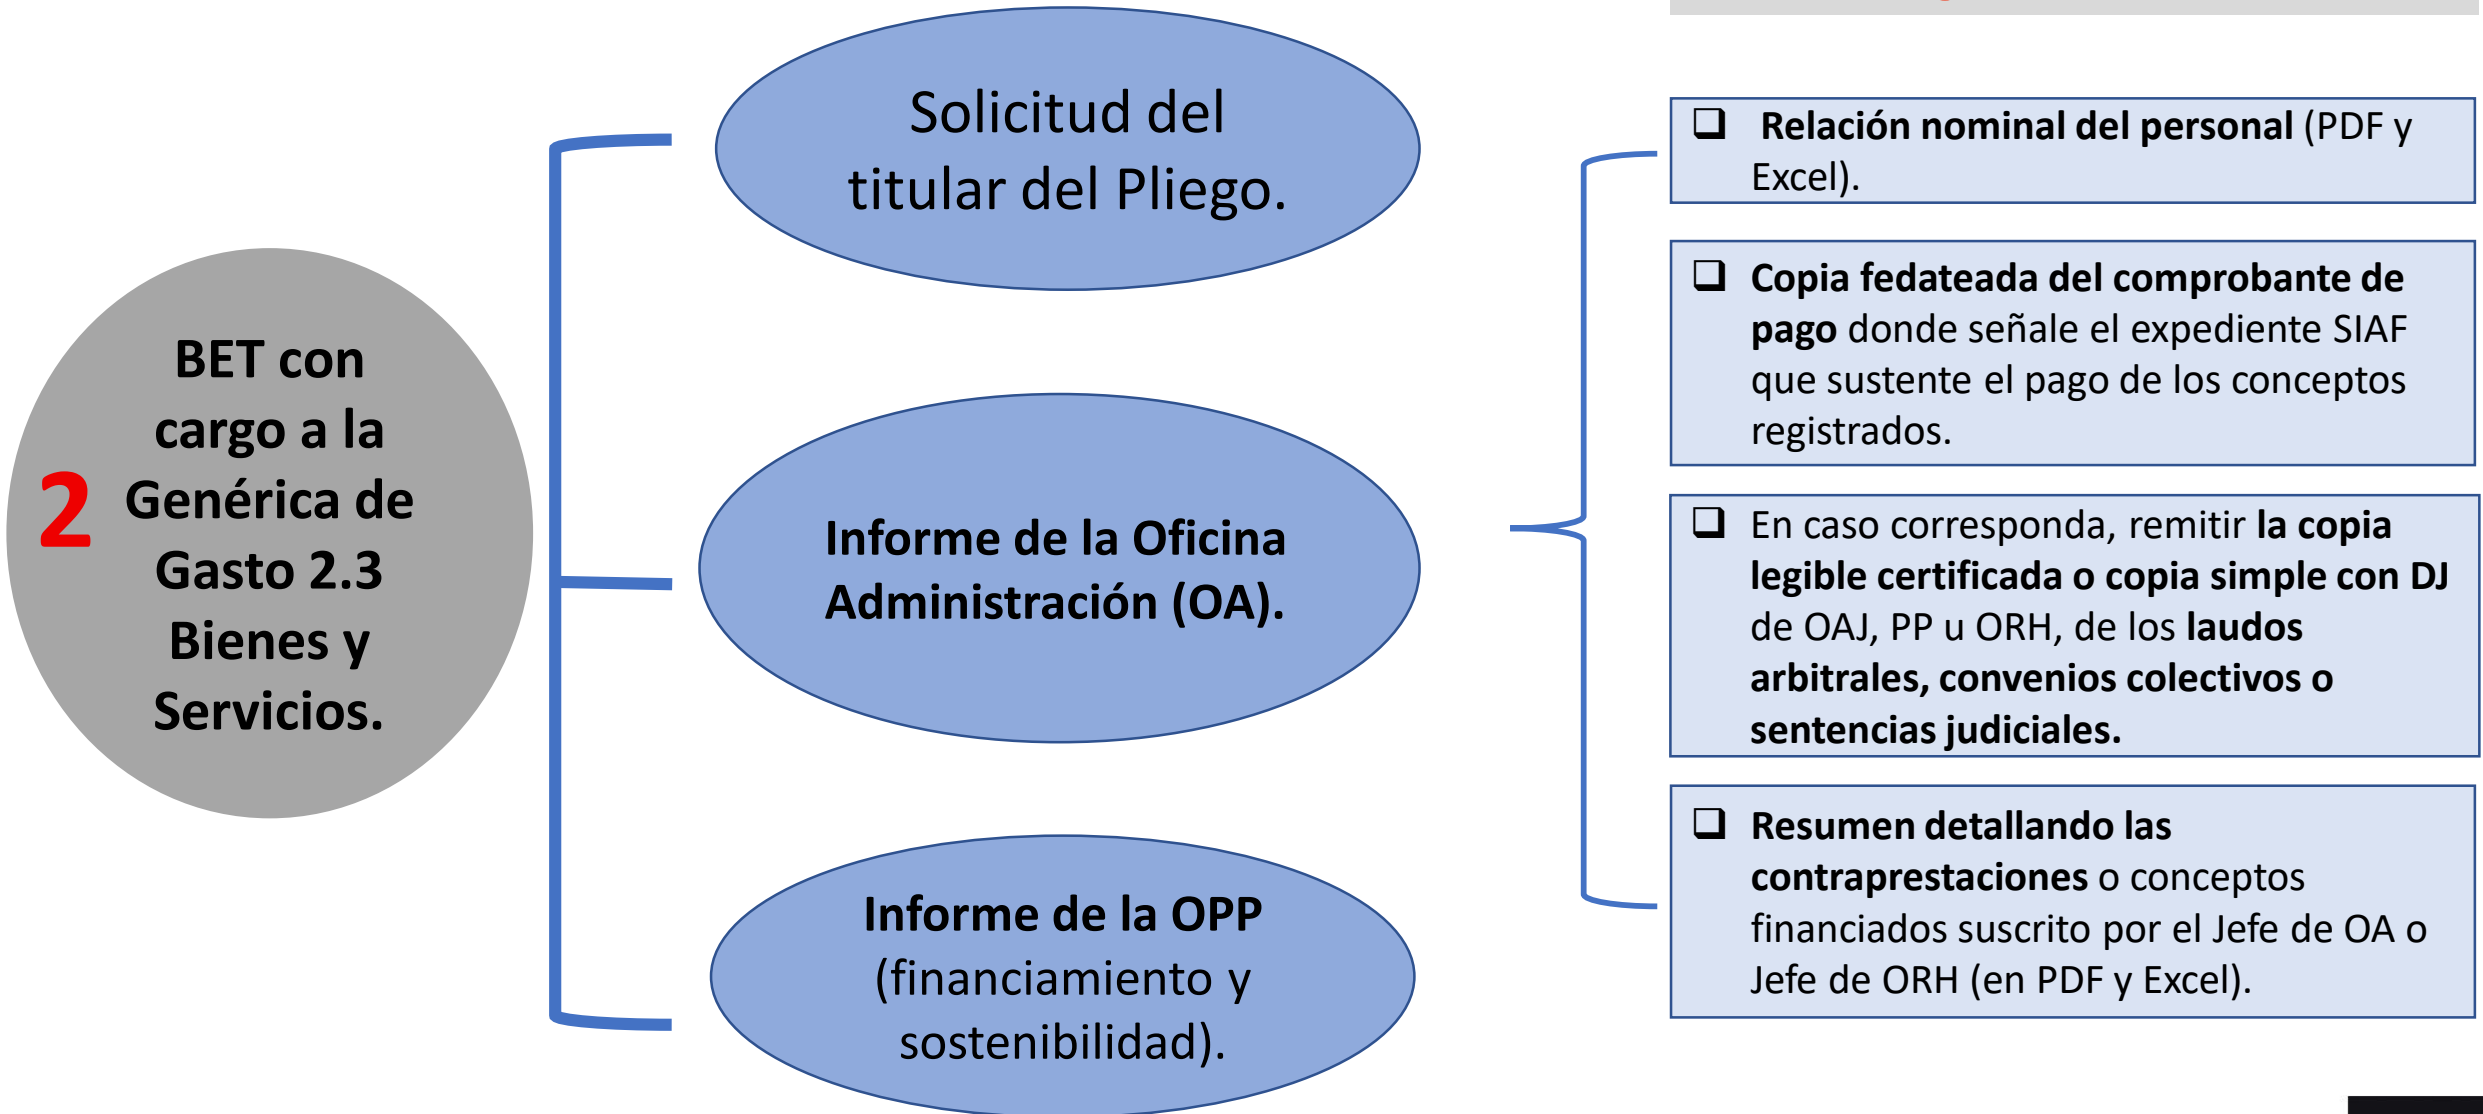 2
BET con
cargo a la
Genérica de
Gasto 2.3
Bienes y
Servicios.
Solicitud del
titular del Pliego.
Informe de la Oficina
Administración (OA).
Informe de la OPP
(financiamiento y
sostenibilidad).
Relación nominal del personal (PDF y
Excel).
Copia fedateada del comprobante de
pago donde señale el expediente SIAF
que sustente el pago de los conceptos
registrados.
En caso corresponda, remitir la copia
legible certificada o copia simple con DJ
de OAJ, PP u ORH, de los laudos
arbitrales, convenios colectivos o
sentencias judiciales.
Resumen detallando las
contraprestaciones o conceptos
financiados suscrito por el Jefe de OA o
Jefe de ORH (en PDF y Excel).